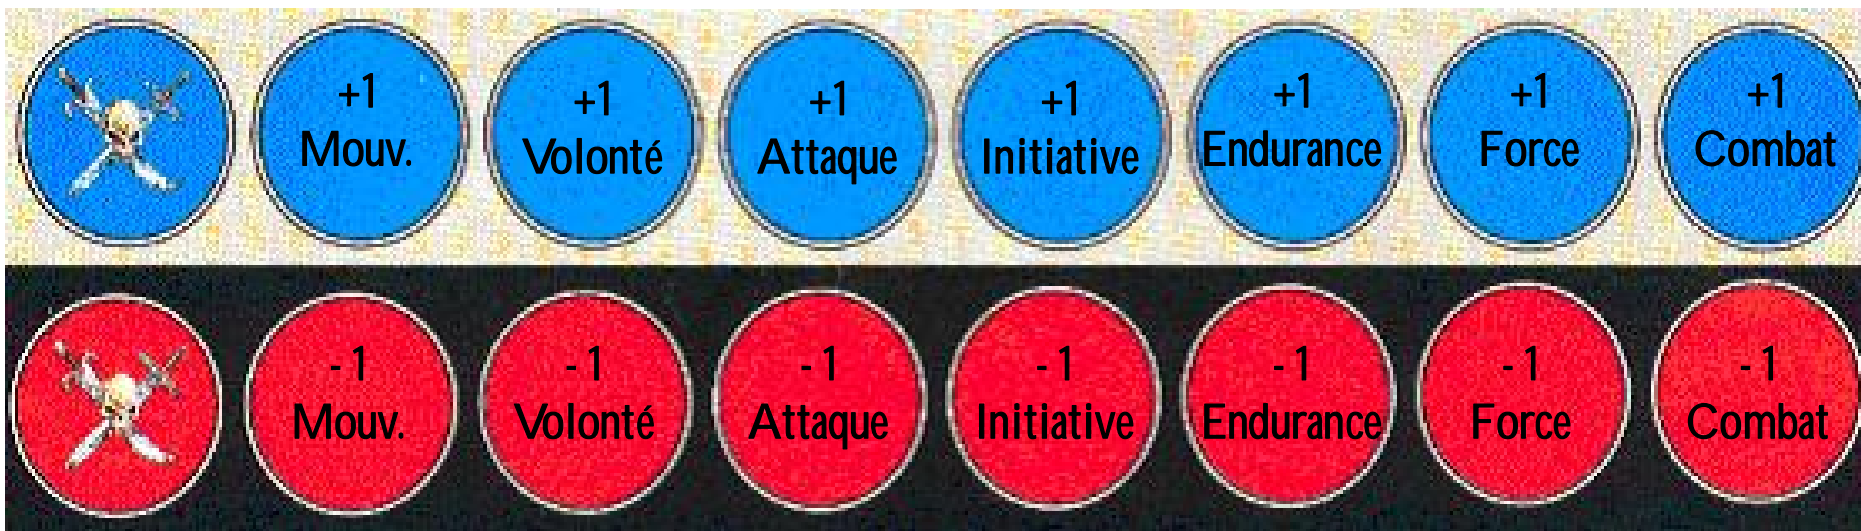 +1
Mouv.
+1
Volonté
+1
Attaque
+1
Initiative
+1
Endurance
+1
Force
+1
Combat
- 1
Mouv.
- 1
Volonté
- 1
Attaque
- 1
Initiative
- 1
Endurance
- 1
Force
- 1
Combat